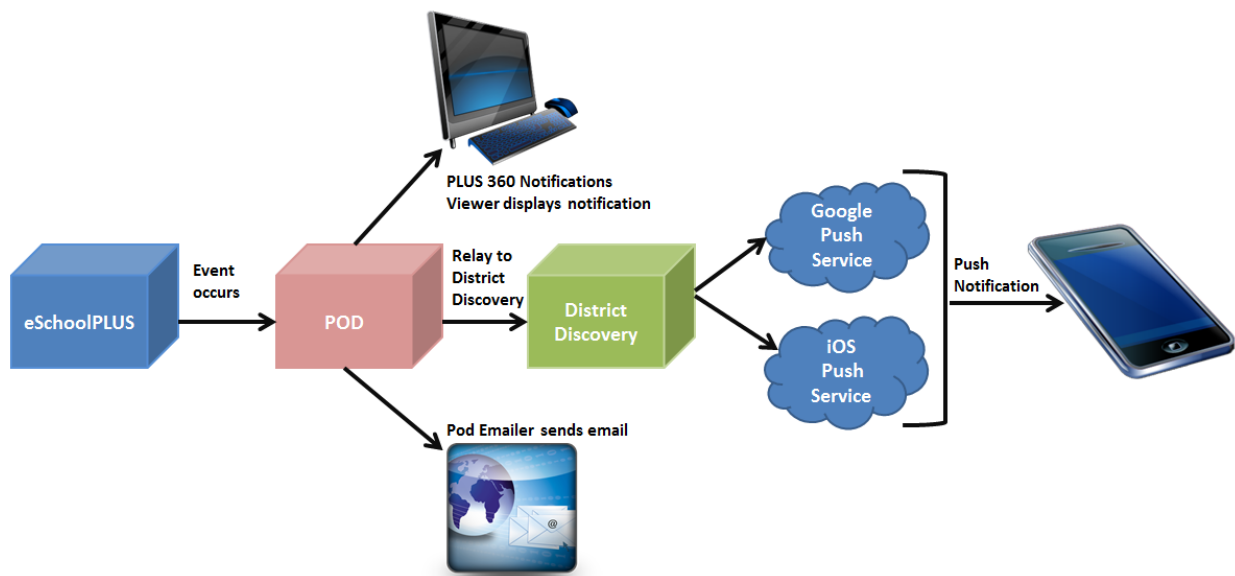 PLUS 360 Notifications
Viewer displays notification
eSchoolPLUS
Event
occurs
POD
Relay to
District
Discovery
District
Discovery
Google
Push
Service
iOS
Push
Service
Push
Notification
Pod Emailer sends email
@